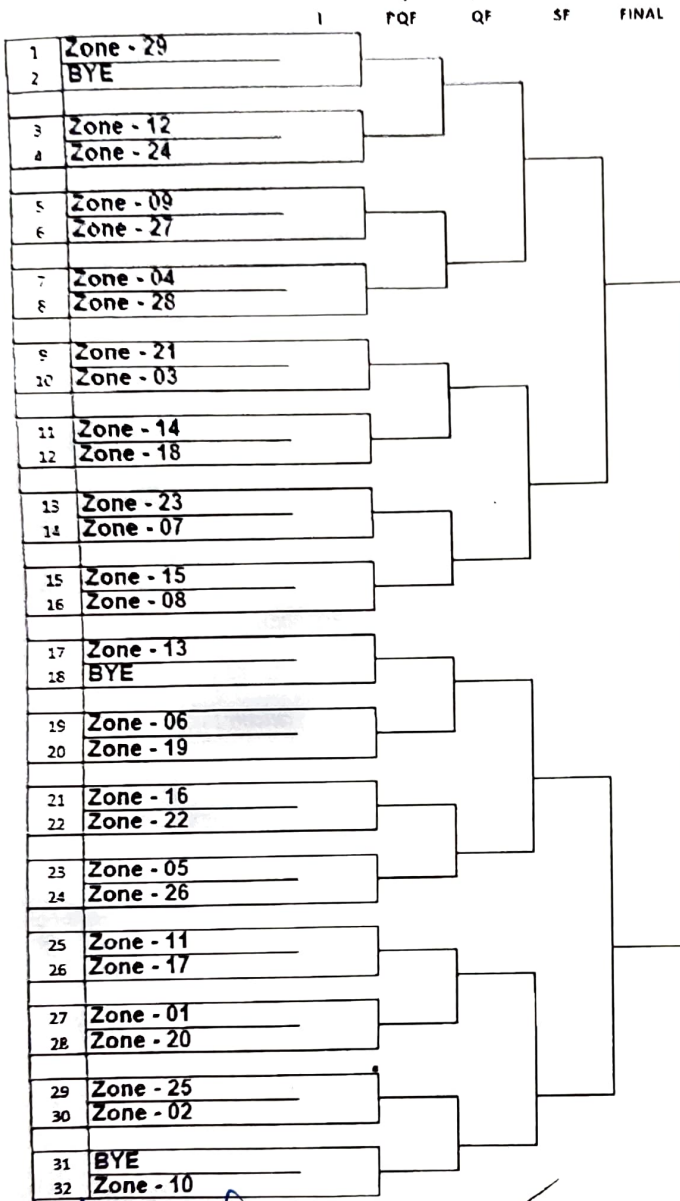 I PQF QF SF FINAL
1 Zone - 29
2 BYE
3 Zone - 12
4 Zone - 24
5 Zone - 09
6 Zone - 27
7 Zone - 04
8 Zone - 28
9 Zone - 21
10 Zone - 03
11 Zone - 14
12 Zone - 18
13 Zone - 23
14 Zone - 07
15 Zone - 15
16 Zone - 08
17 Zone - 13
18 BYE
19 Zone - 06
20 Zone - 19
21 Zone - 16
22 Zone - 22
23 Zone - 05
24 Zone - 26
25 Zone - 11
26 Zone - 17
27 Zone - 01
28 Zone - 20
29 Zone - 25
30 Zone - 02
31 BYE
32 Zone - 10